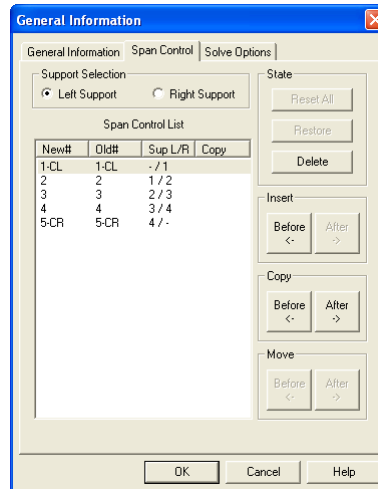 General Information
General Information Span Control Solve Options
Support Selection
Left Support Right Support
Span Control List
New# Old# Sup L/R Copy
1-CL 1-CL - / 1
2 2 1 / 2
3 3 2 / 3
4 4 3 / 4
5-CR 5-CR 4 / -
State
Reset All
Restore
Delete
Insert
Before After
<- ->
Copy
Before After
<- ->
Move
Before After
<- ->
OK Cancel Help